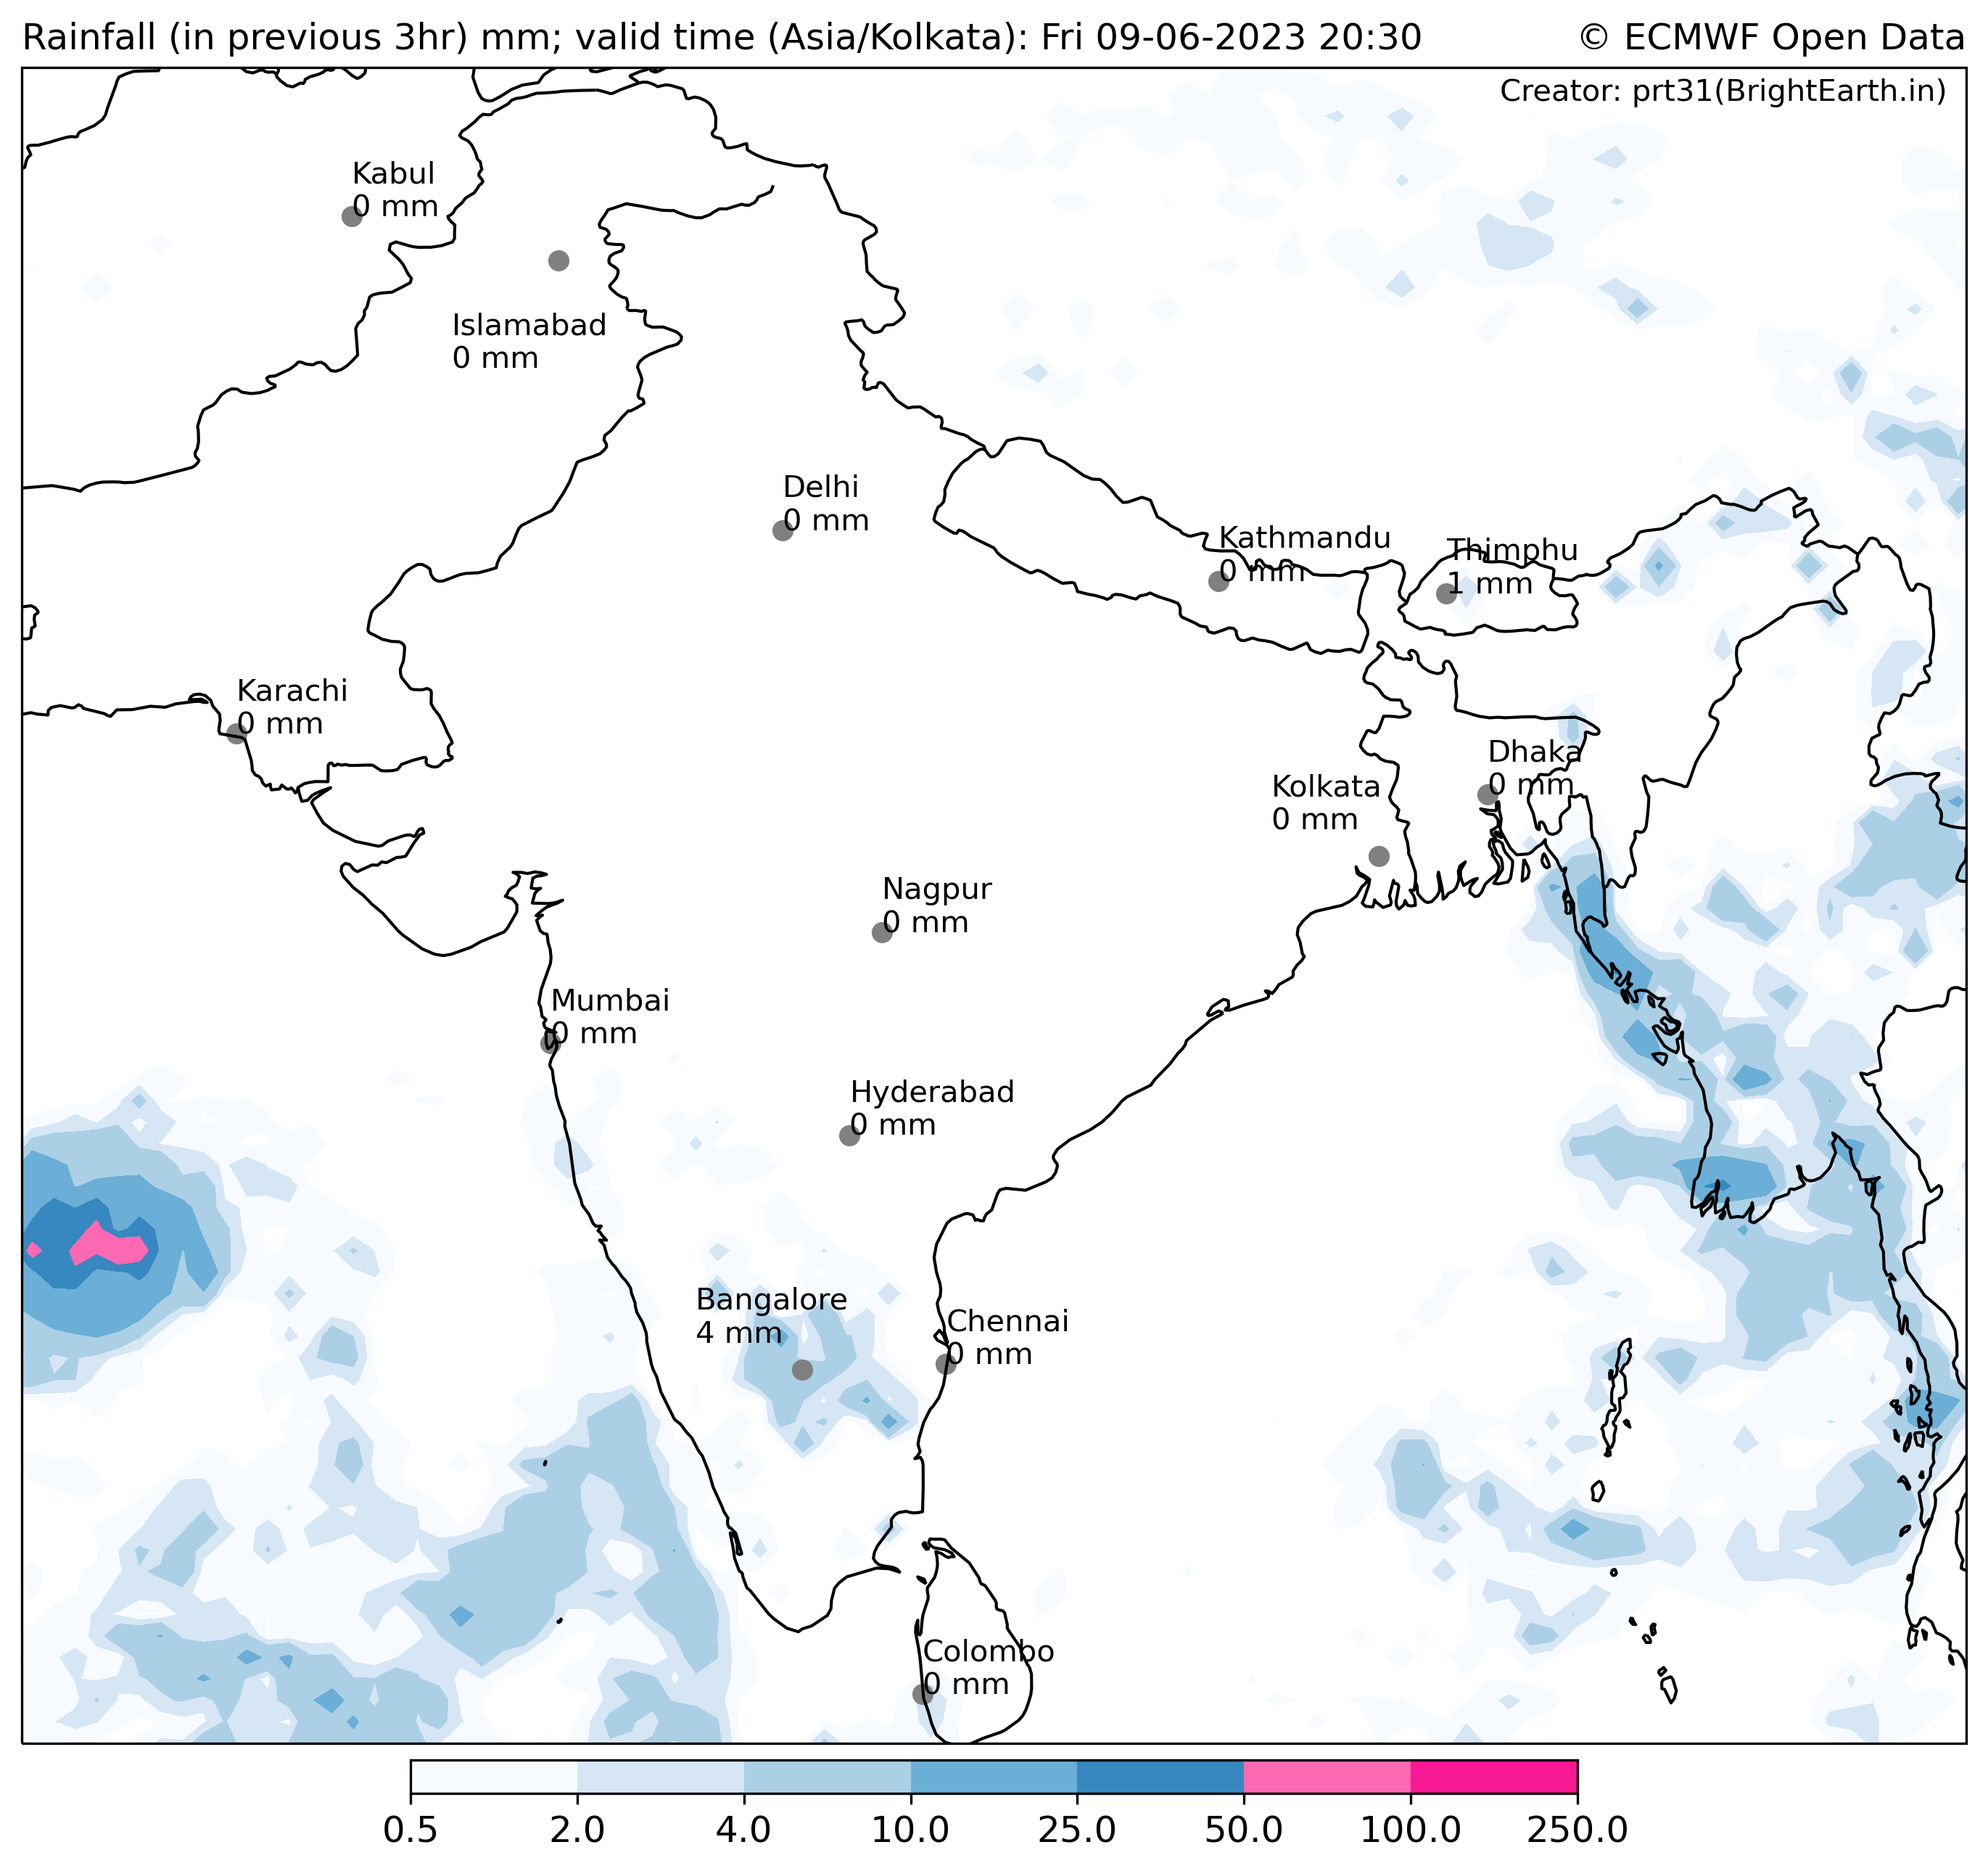 Rainfall (in previous 3hr) mm; valid time (Asia/Kolkata): Fri 09-06-2023 20:30
© ECMWF Open Data
Creator: prt31(BrightEarth.in)
Kabul
0 mm
Islamabad
0 mm
Delhi
0 mm
Kathmandu
0 mm
Thimphu
1 mm
Karachi
0 mm
Dhaka
0 mm
Kolkata
0 mm
Nagpur
0 mm
Mumbai
0 mm
Hyderabad
0 mm
Bangalore
4 mm
Chennai
0 mm
Colombo
0 mm
0.5 2.0 4.0 10.0 25.0 50.0 100.0 250.0